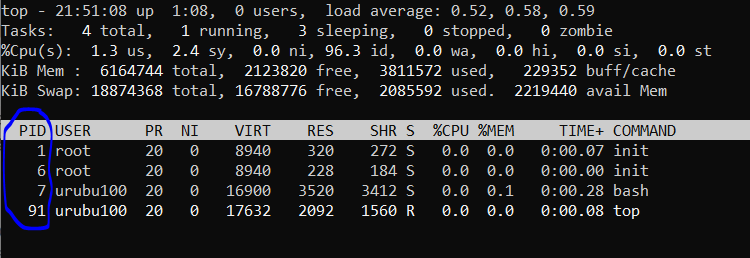 top - 21:51:08 up  1:08,  0 users,  load average: 0.52, 0.58, 0.59
Tasks:   4 total,   1 running,   3 sleeping,   0 stopped,   0 zombie
%Cpu(s):  1.3 us,  2.4 sy,  0.0 ni, 96.3 id,  0.0 wa,  0.0 hi,  0.0 si,  0.0 st
KiB Mem :  6164744 total,  2123820 free,  3811572 used,   229352 buff/cache
KiB Swap: 18874368 total, 16788776 free,  2085592 used.  2219440 avail Mem
  PID USER      PR  NI    VIRT    RES    SHR S  %CPU %MEM     TIME+ COMMAND
    1 root      20   0    8940    320    272 S   0.0  0.0   0:00.07 init
    6 root      20   0    8940    228    184 S   0.0  0.0   0:00.00 init
    7 urubu100  20   0   16900   3520   3412 S   0.0  0.1   0:00.28 bash
   91 urubu100  20   0   17632   2092   1560 R   0.0  0.0   0:00.08 top